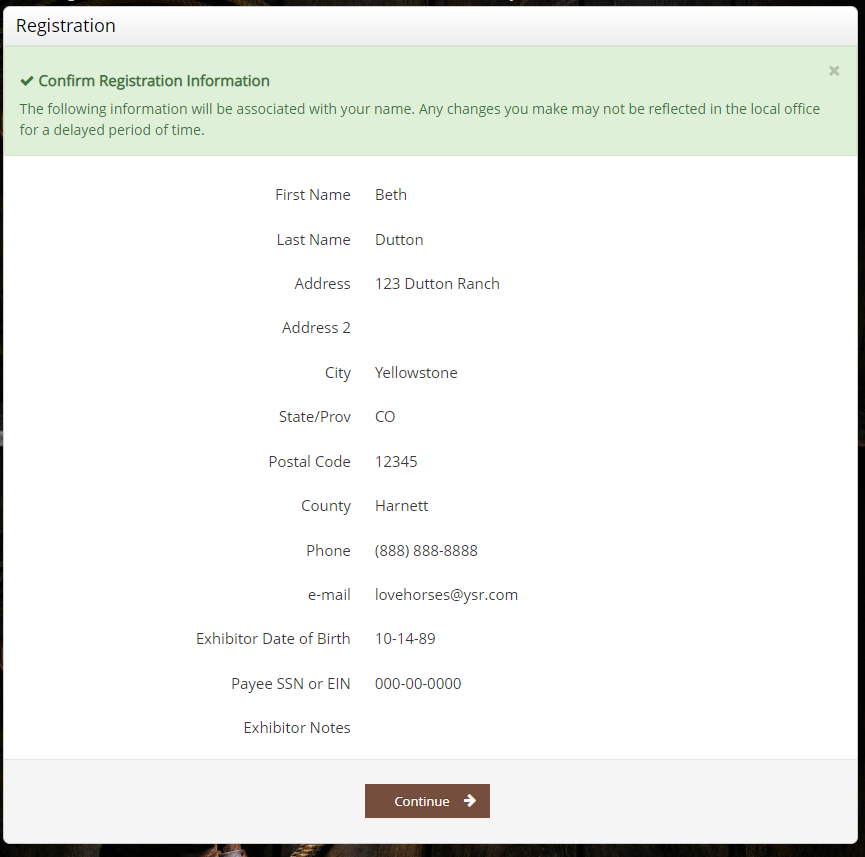 Registration
✔ Confirm Registration Information
×
The following information will be associated with your name. Any changes you make may not be reflected in the local office
for a delayed period of time.
First Name Beth
Last Name Dutton
Address 123 Dutton Ranch
Address 2
City Yellowstone
State/Prov CO
Postal Code 12345
County Harnett
Phone (888) 888-8888
e-mail lovehorses@ysr.com
Exhibitor Date of Birth 10-14-89
Payee SSN or EIN 000-00-0000
Exhibitor Notes
Continue →